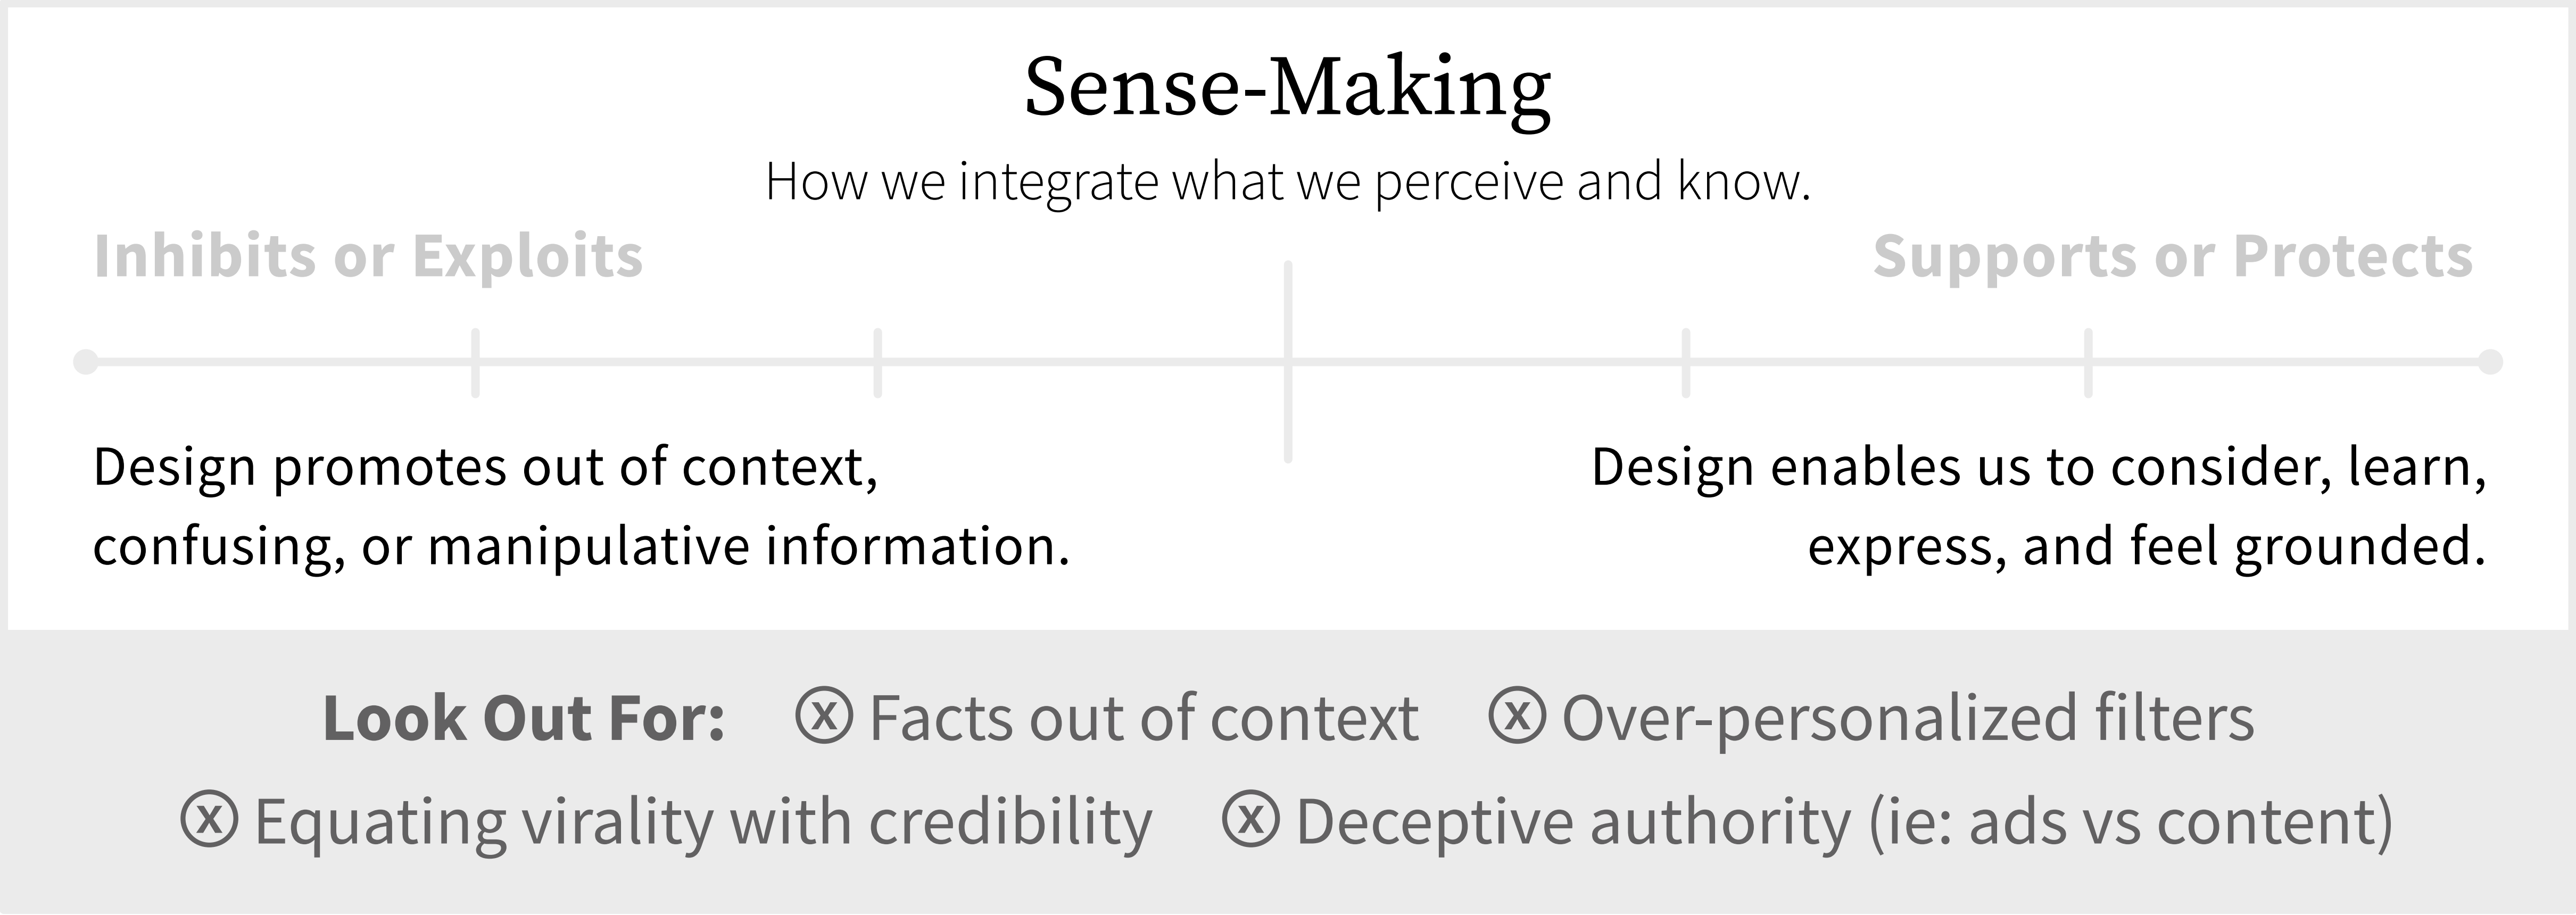 Sense-Making
How we integrate what we perceive and know.
Inhibits or Exploits
Supports or Protects
Design promotes out of context,
confusing, or manipulative information.
Design enables us to consider, learn,
express, and feel grounded.
Look Out For: ⓧ Facts out of context ⓧ Over-personalized filters
ⓧ Equating virality with credibility ⓧ Deceptive authority (ie: ads vs content)